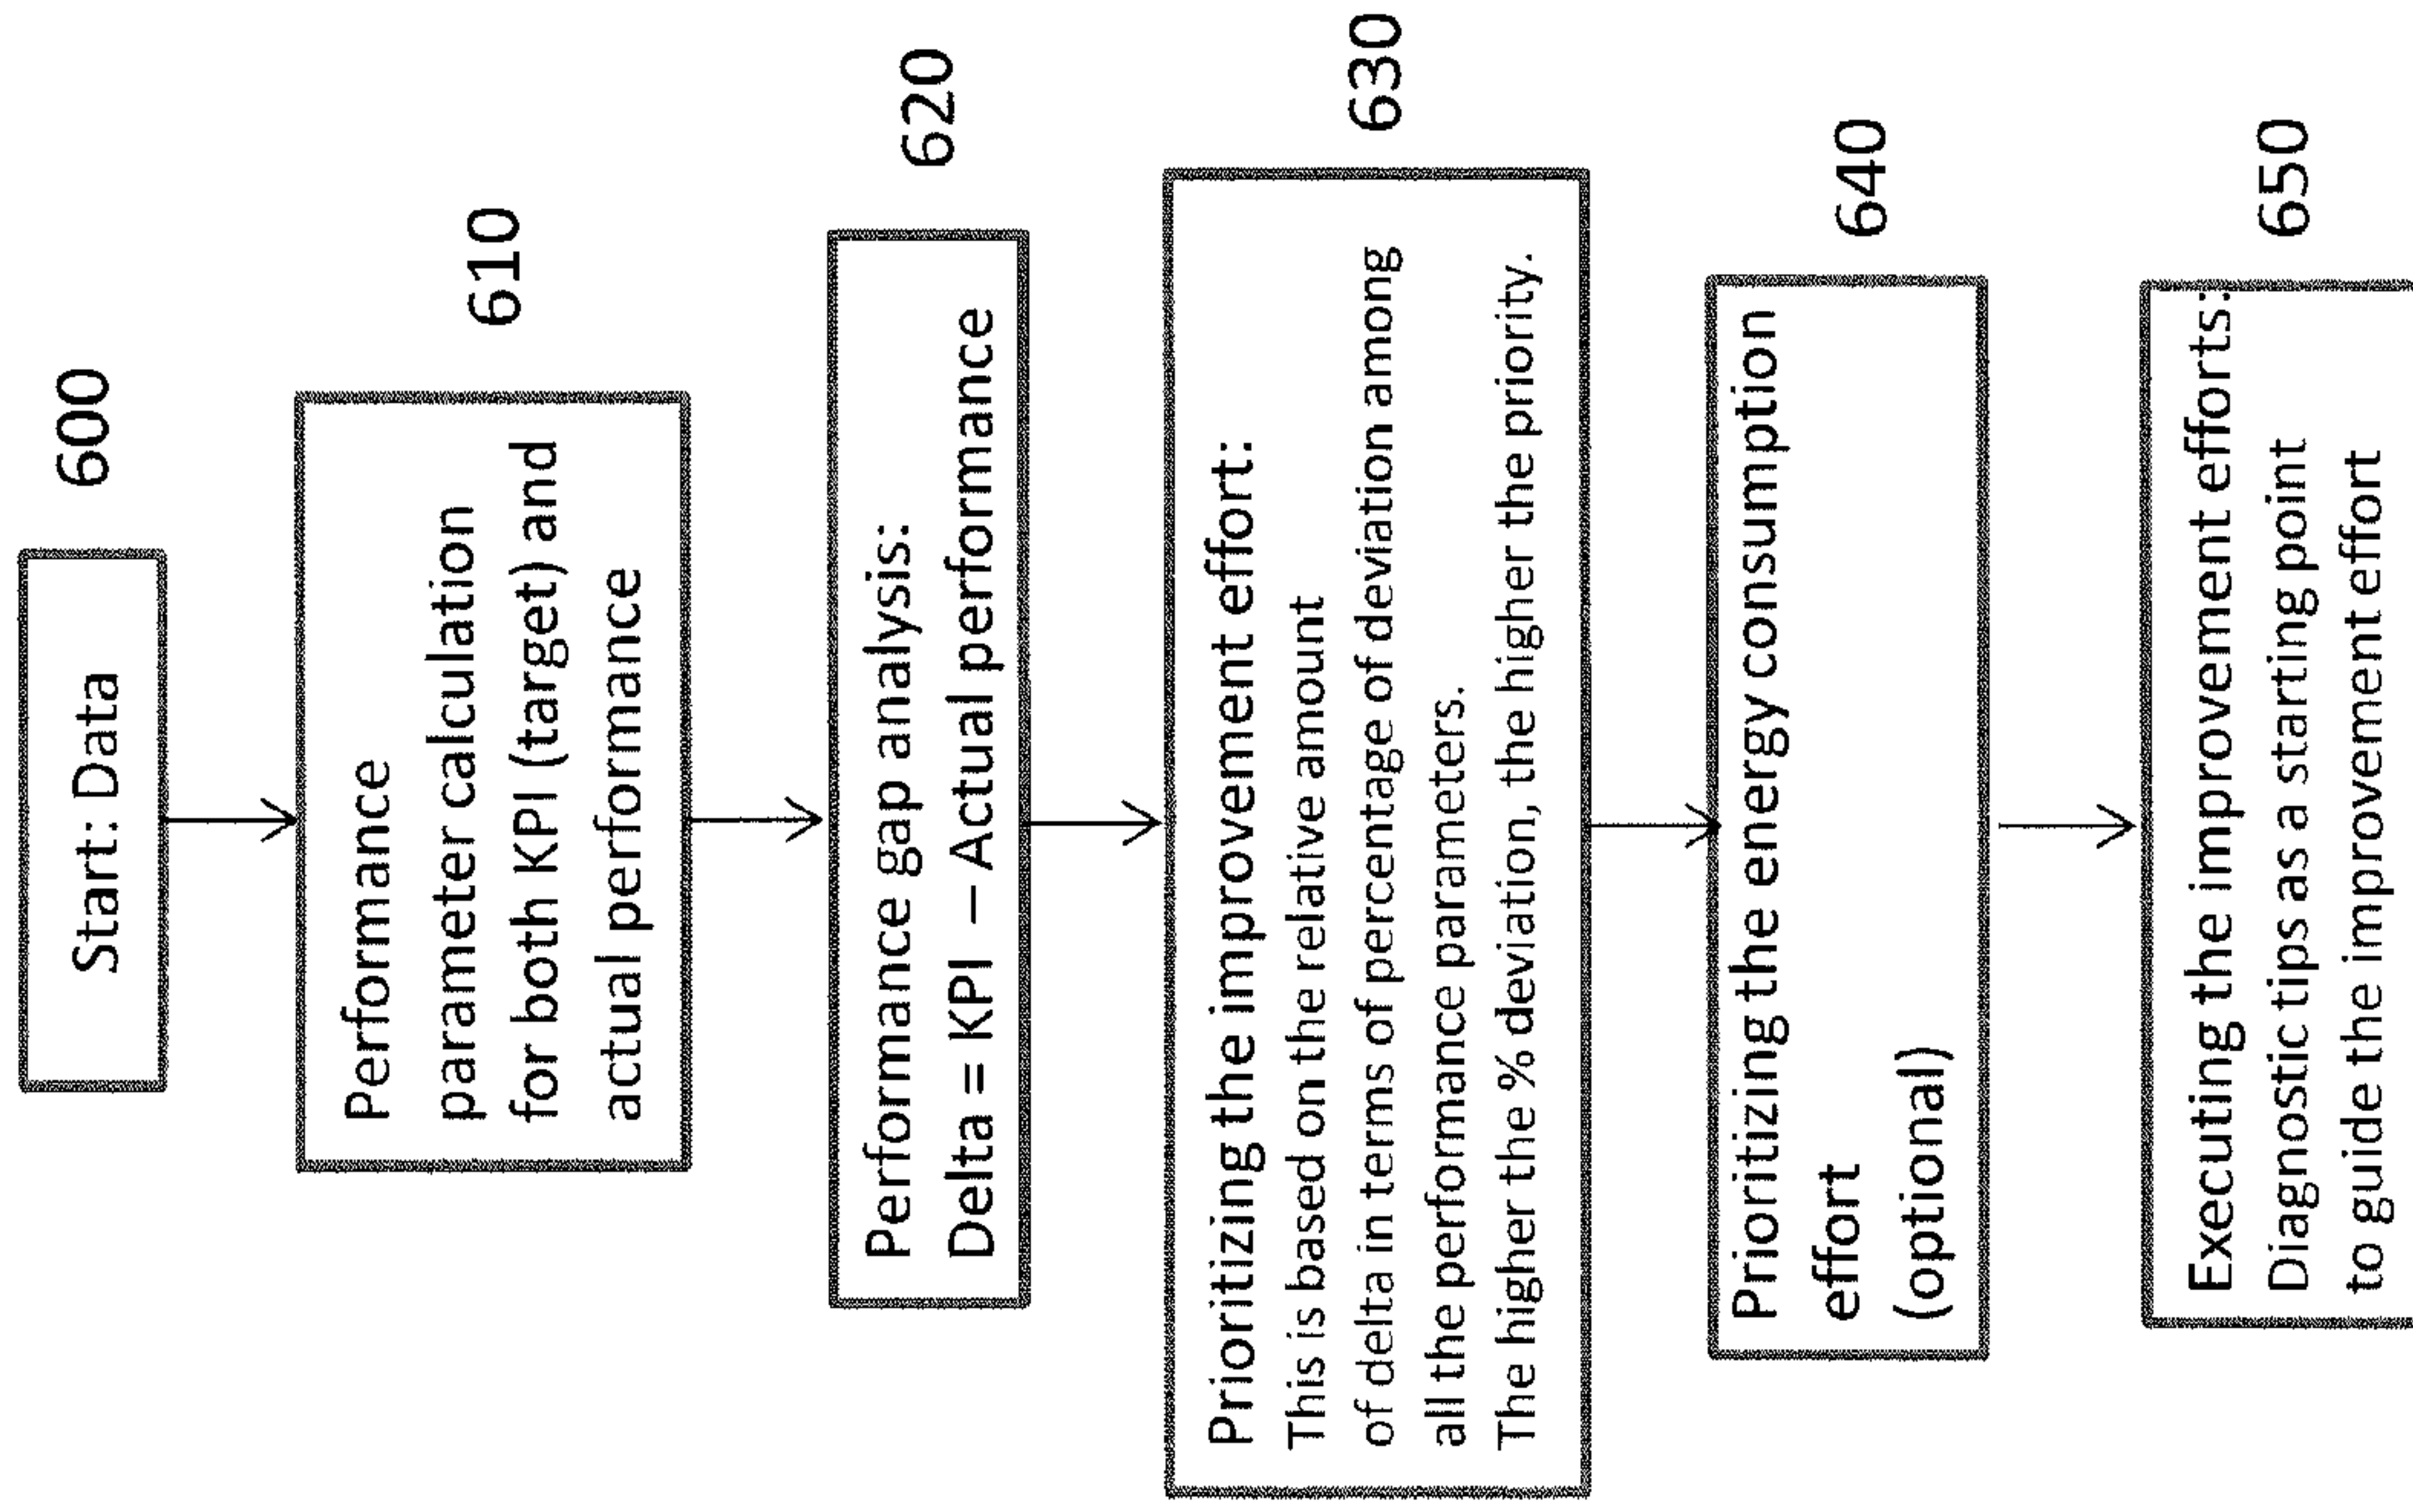 600
Start: Data
610
Performance
parameter calculation
for both KPI (target) and
actual performance
620
Performance gap analysis:
Delta = KPI – Actual performance
630
Prioritizing the improvement effort:
This is based on the relative amount
of delta in terms of percentage of deviation among
all the performance parameters.
The higher the % deviation, the higher the priority.
640
Prioritizing the energy consumption
effort
(optional)
650
Executing the improvement efforts:
Diagnostic tips as a starting point
to guide the improvement effort